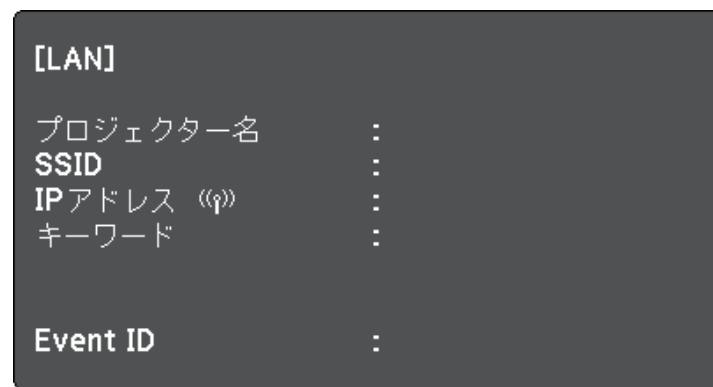 [LAN]
プロジェクター名 :
SSID :
IPアドレス :
キーワード :
Event ID :